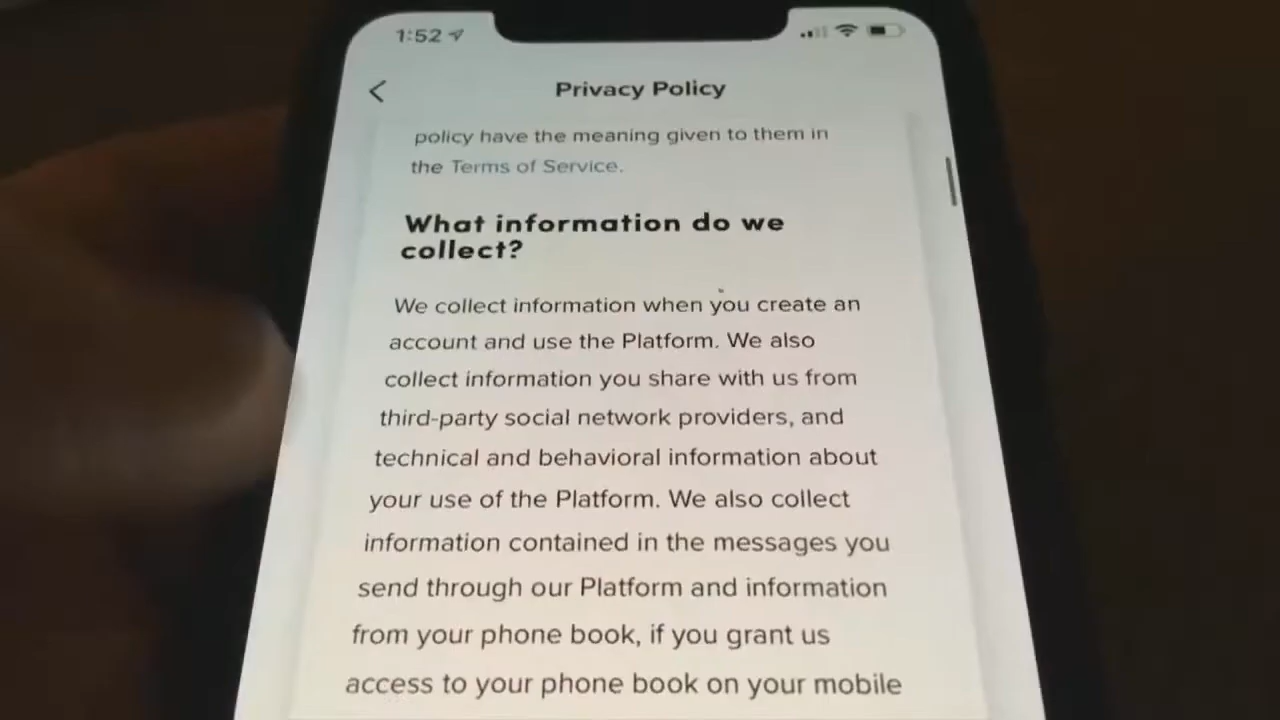 1:52
Privacy Policy
policy have the meaning given to them in
the Terms of Service.
What information do we
collect?
We collect information when you create an
account and use the Platform. We also
collect information you share with us from
third-party social network providers, and
technical and behavioral information about
your use of the Platform. We also collect
information contained in the messages you
send through our Platform and information
from your phone book, if you grant us
access to your phone book on your mobile